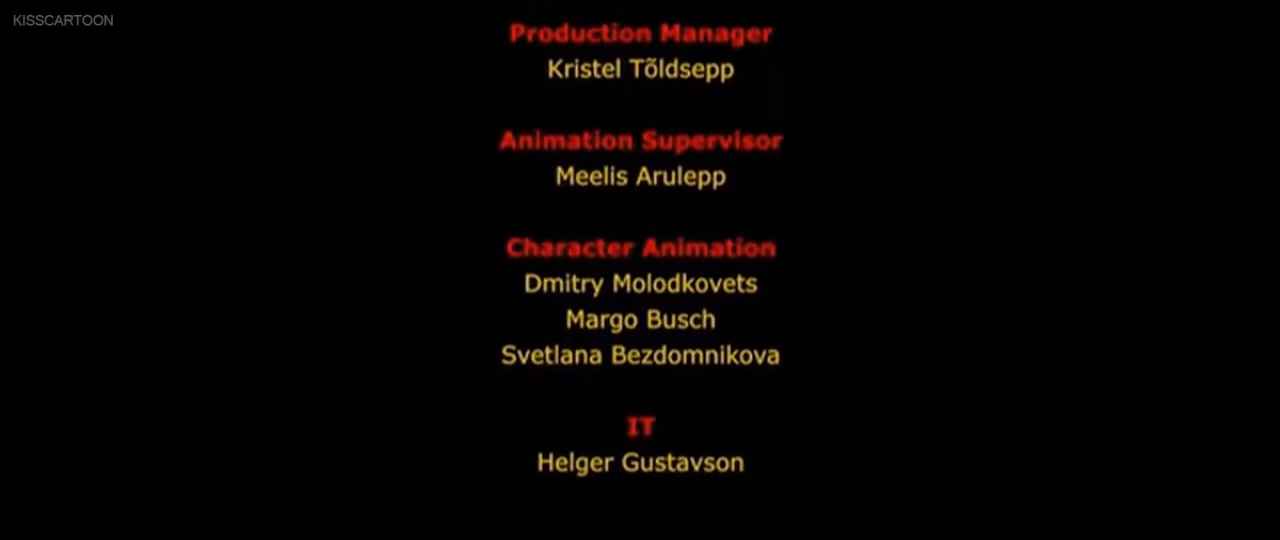 KISSCARTOON
Production Manager
Kristel Tõldsepp
Animation Supervisor
Meelis Arulepp
Character Animation
Dmitry Molodkovets
Margo Busch
Svetlana Bezdomnikova
IT
Helger Gustavson